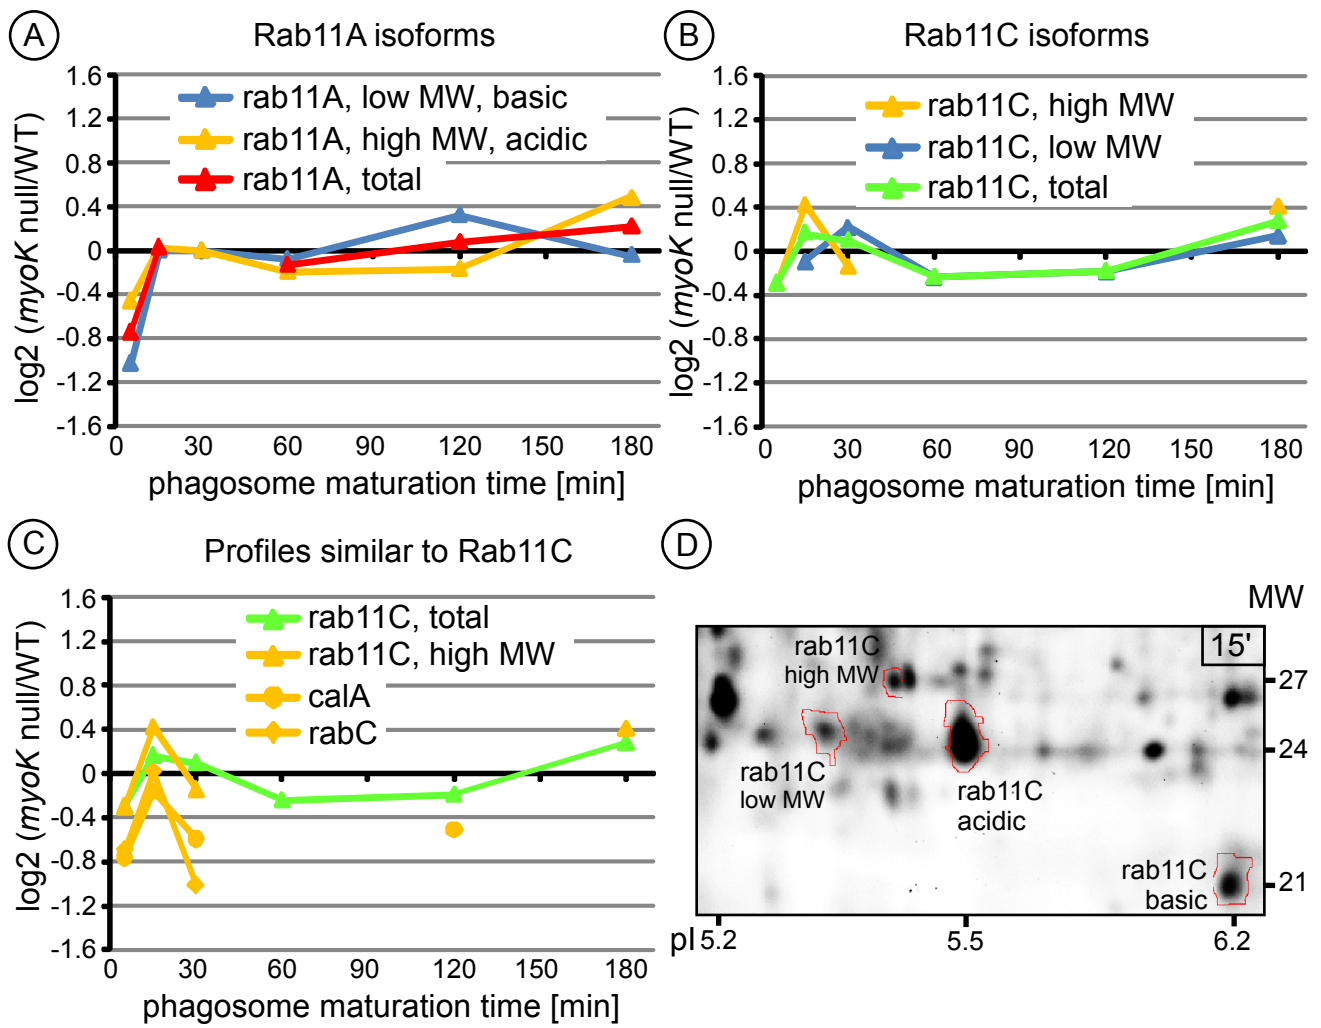 A
Rab11A isoforms
1.6
1.2
0.8
0.4
0
-0.4
-0.8
-1.2
-1.6
log2 (myoK null/WT)
rab11A, low MW, basic
rab11A, high MW, acidic
rab11A, total
0 30 60 90 120 150 180
phagosome maturation time [min]
B
Rab11C isoforms
1.6
1.2
0.8
0.4
0
-0.4
-0.8
-1.2
-1.6
log2 (myoK null/WT)
rab11C, high MW
rab11C, low MW
rab11C, total
0 30 60 90 120 150 180
phagosome maturation time [min]
C
Profiles similar to Rab11C
1.6
1.2
0.8
0.4
0
-0.4
-0.8
-1.2
-1.6
log2 (myoK null/WT)
rab11C, total
rab11C, high MW
calA
rabC
0 30 60 90 120 150 180
phagosome maturation time [min]
D
MW
15'
rab11C
high MW
27
24
rab11C
low MW
rab11C
acidic
rab11C
basic
21
pI 5.2 5.5 6.2